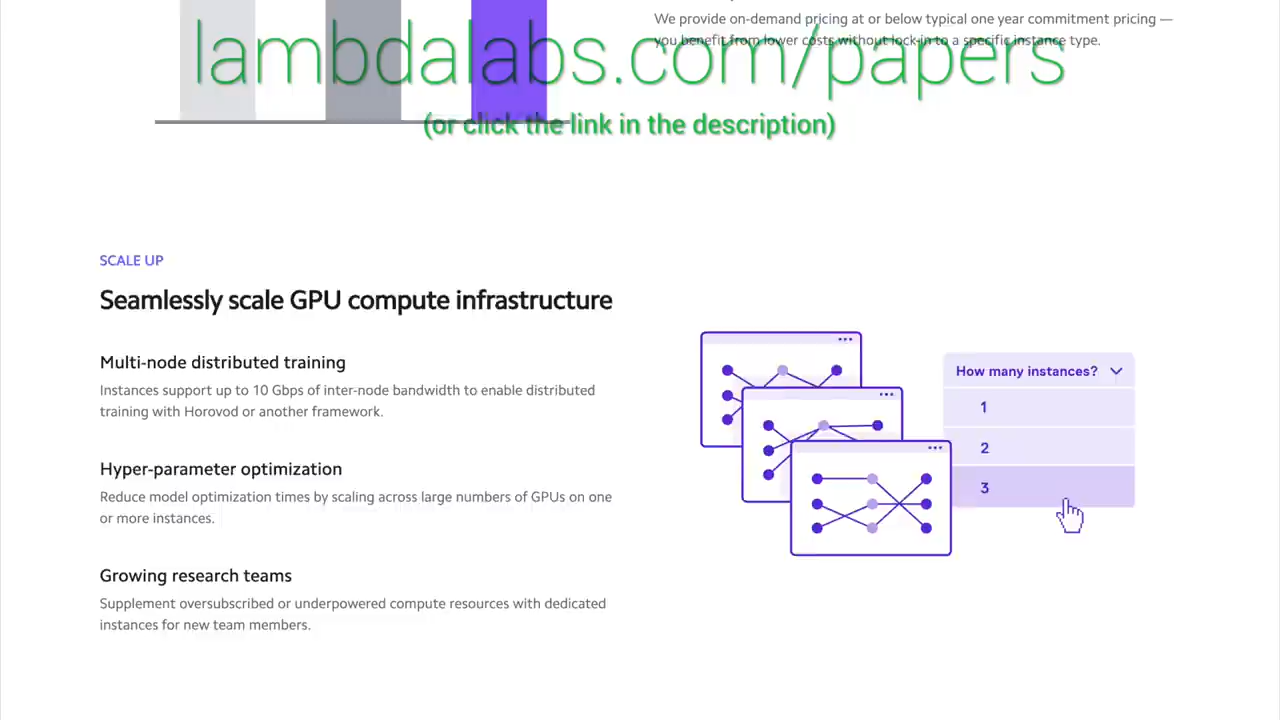 We provide on-demand pricing at or below typical one year commitment pricing —
you benefit from lower costs without lock-in to a specific instance type.
lambdalabs.com/papers
(or click the link in the description)
SCALE UP
Seamlessly scale GPU compute infrastructure
Multi-node distributed training
Instances support up to 10 Gbps of inter-node bandwidth to enable distributed
training with Horovod or another framework.
Hyper-parameter optimization
Reduce model optimization times by scaling across large numbers of GPUs on one
or more instances.
Growing research teams
Supplement oversubscribed or underpowered compute resources with dedicated
instances for new team members.
How many instances?
1
2
3